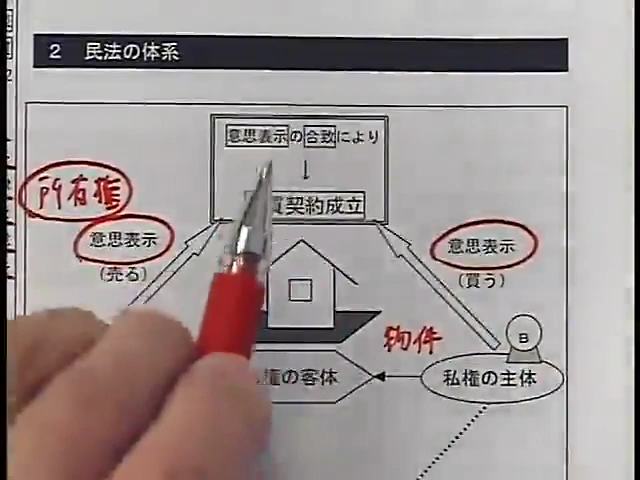 2 民法の体系
意思表示の合致により
↓
買契約成立
所有権
意思表示
(売る)
意思表示
(買う)
物件
B
権の客体
私権の主体